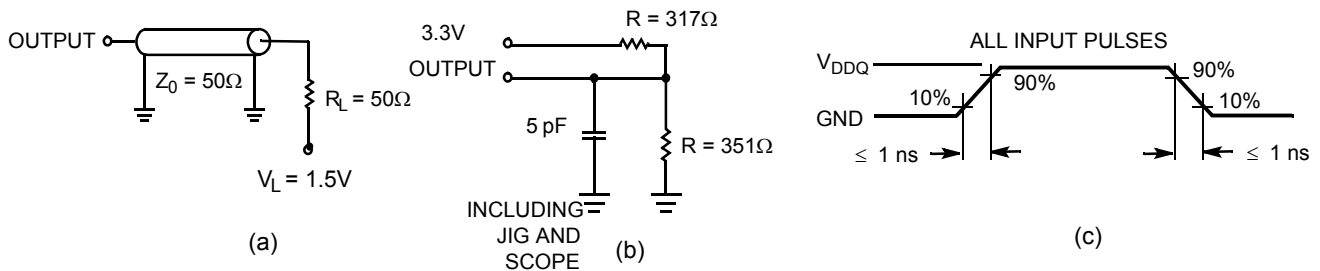 OUTPUT
Z0 = 50Ω
RL = 50Ω
VL = 1.5V
(a)
R = 317Ω
3.3V
OUTPUT
5 pF
R = 351Ω
INCLUDING
JIG AND
SCOPE
(b)
ALL INPUT PULSES
VDDQ
90%
90%
10%
10%
GND
≤ 1 ns
≤ 1 ns
(c)